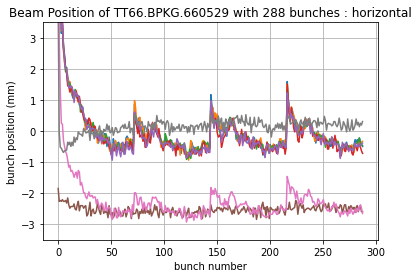 Beam Position of TT66.BPKG.660529 with 288 bunches : horizontal
bunch position (mm)
3
2
1
0
−1
−2
−3
0 50 100 150 200 250 300
bunch number